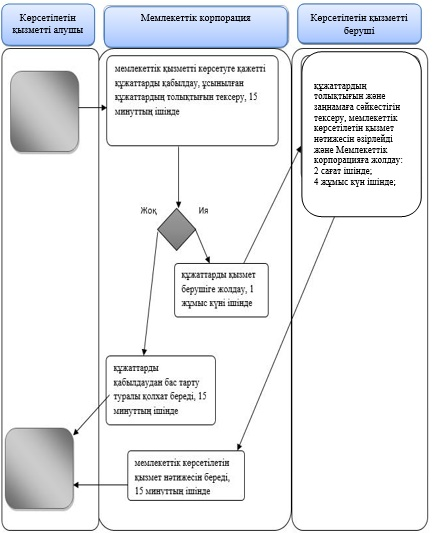 Көрсетілетін
қызметті алушы
Мемлекеттік корпорация
Көрсетілетін қызметті
беруші
мемлекеттік қызметті көрсетуге қажетті
құжаттарды қабылдау, ұсынылған
құжаттардың толықтығын тексеру, 15
минуттың ішінде
құжаттардың
толықтығын және
заңнамаға сәйкестігін
тексеру, мемлекеттік
көрсетілетін қызмет
нәтижесін әзірлейді
және Мемлекеттік
корпорацияға жолдау:
2 сағат ішінде;
4 жұмыс күн ішінде;
Жоқ
Ия
құжаттарды қызмет
берушіге жолдау, 1
жұмыс күні ішінде
құжаттарды
қабылдаудан бас тарту
туралы қолхат береді, 15
минуттың ішінде
мемлекеттік көрсетілетін
қызмет нәтижесін береді,
15 минуттың ішінде